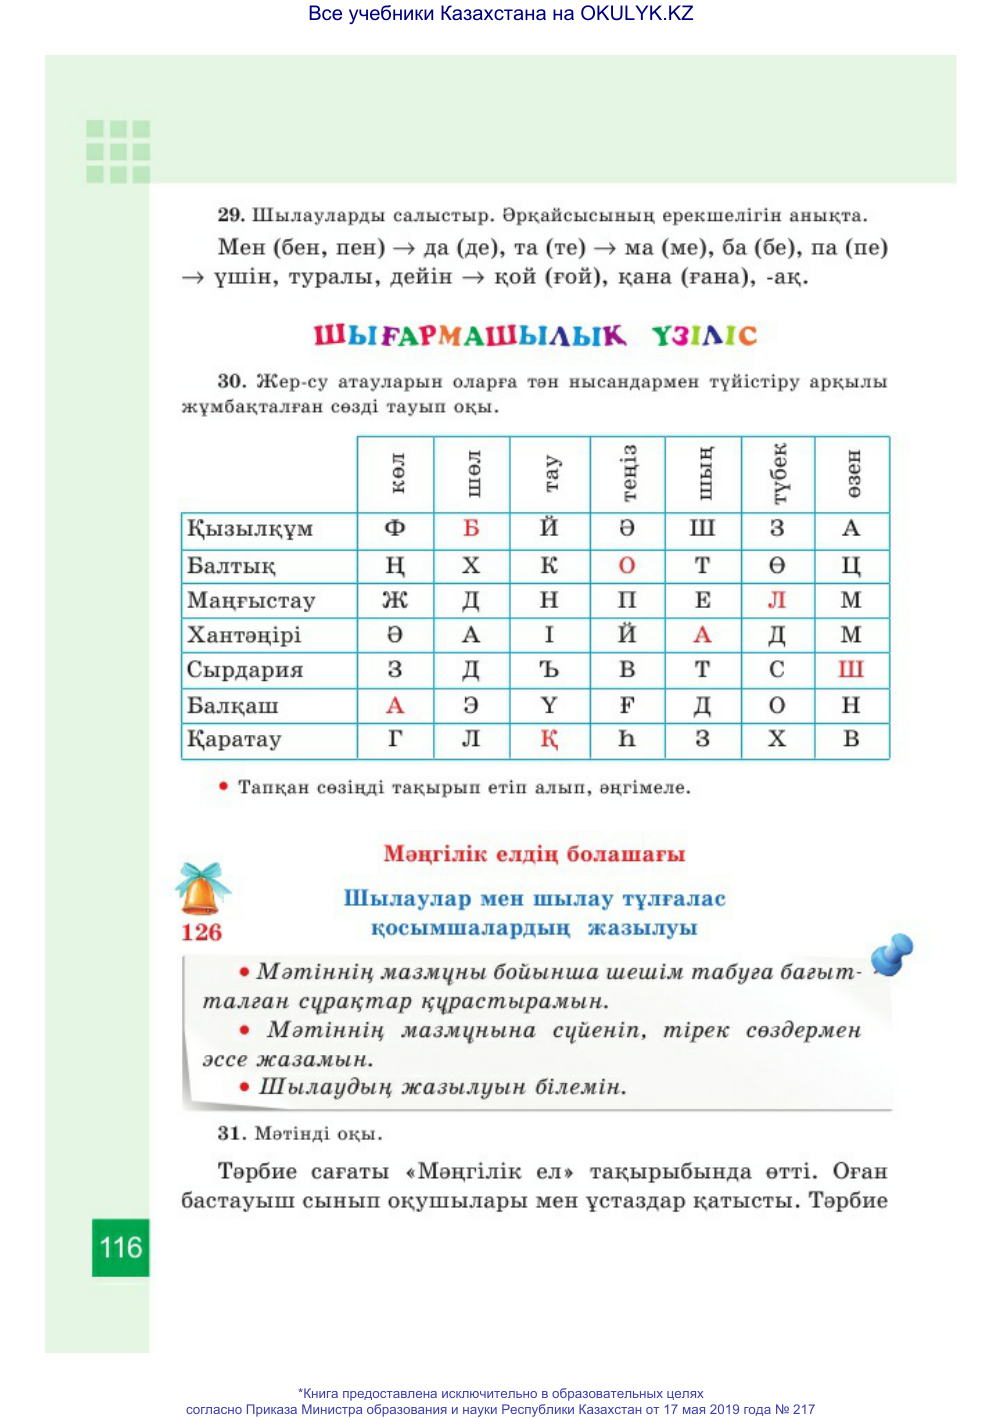 Все учебники Казахстана на OKULYK.KZ
29. Шылауларды салыстыр. Әрқайсысының ерекшелігін анықта.
Мен (бен, пен) → да (де), та (те) → ма (ме), ба (бе), па (пе)
→ үшін, туралы, дейін → қой (ғой), қана (ғана), -ақ.
ШЫҒАРМАШЫЛЫҚ ҮЗІЛІС
30. Жер-су атауларын оларға тән нысандармен түйістіру арқылы
жұмбақталған сөзді тауып оқы.
көл шөл тау теңіз шың түбек өзен
Қызылқұм Ф Б Й Ә Ш З А
Балтық Ң Х К О Т Ө Ц
Маңғыстау Ж Д Н П Е Л М
Хантәңірі Ә А І Й А Д М
Сырдария З Д Ъ В Т С Ш
Балқаш А Э Ү Ғ Д О Н
Қаратау Г Л Қ Һ З Х В
• Тапқан сөзіңді тақырып етіп алып, әңгімеле.
Мәңгілік елдің болашағы
126
Шылаулар мен шылау тұлғалас
қосымшалардың жазылуы
• Мәтіннің мазмұны бойынша шешім табуға бағыт-
талған сұрақтар құрастырамын.
• Мәтіннің мазмұнына сүйеніп, тірек сөздермен
эссе жазамын.
• Шылаудың жазылуын білемін.
31. Мәтінді оқы.
Тәрбие сағаты «Мәңгілік ел» тақырыбында өтті. Оған
бастауыш сынып оқушылары мен ұстаздар қатысты. Тәрбие
116
*Книга предоставлена исключительно в образовательных целях
согласно Приказа Министра образования и науки Республики Казахстан от 17 мая 2019 года № 217